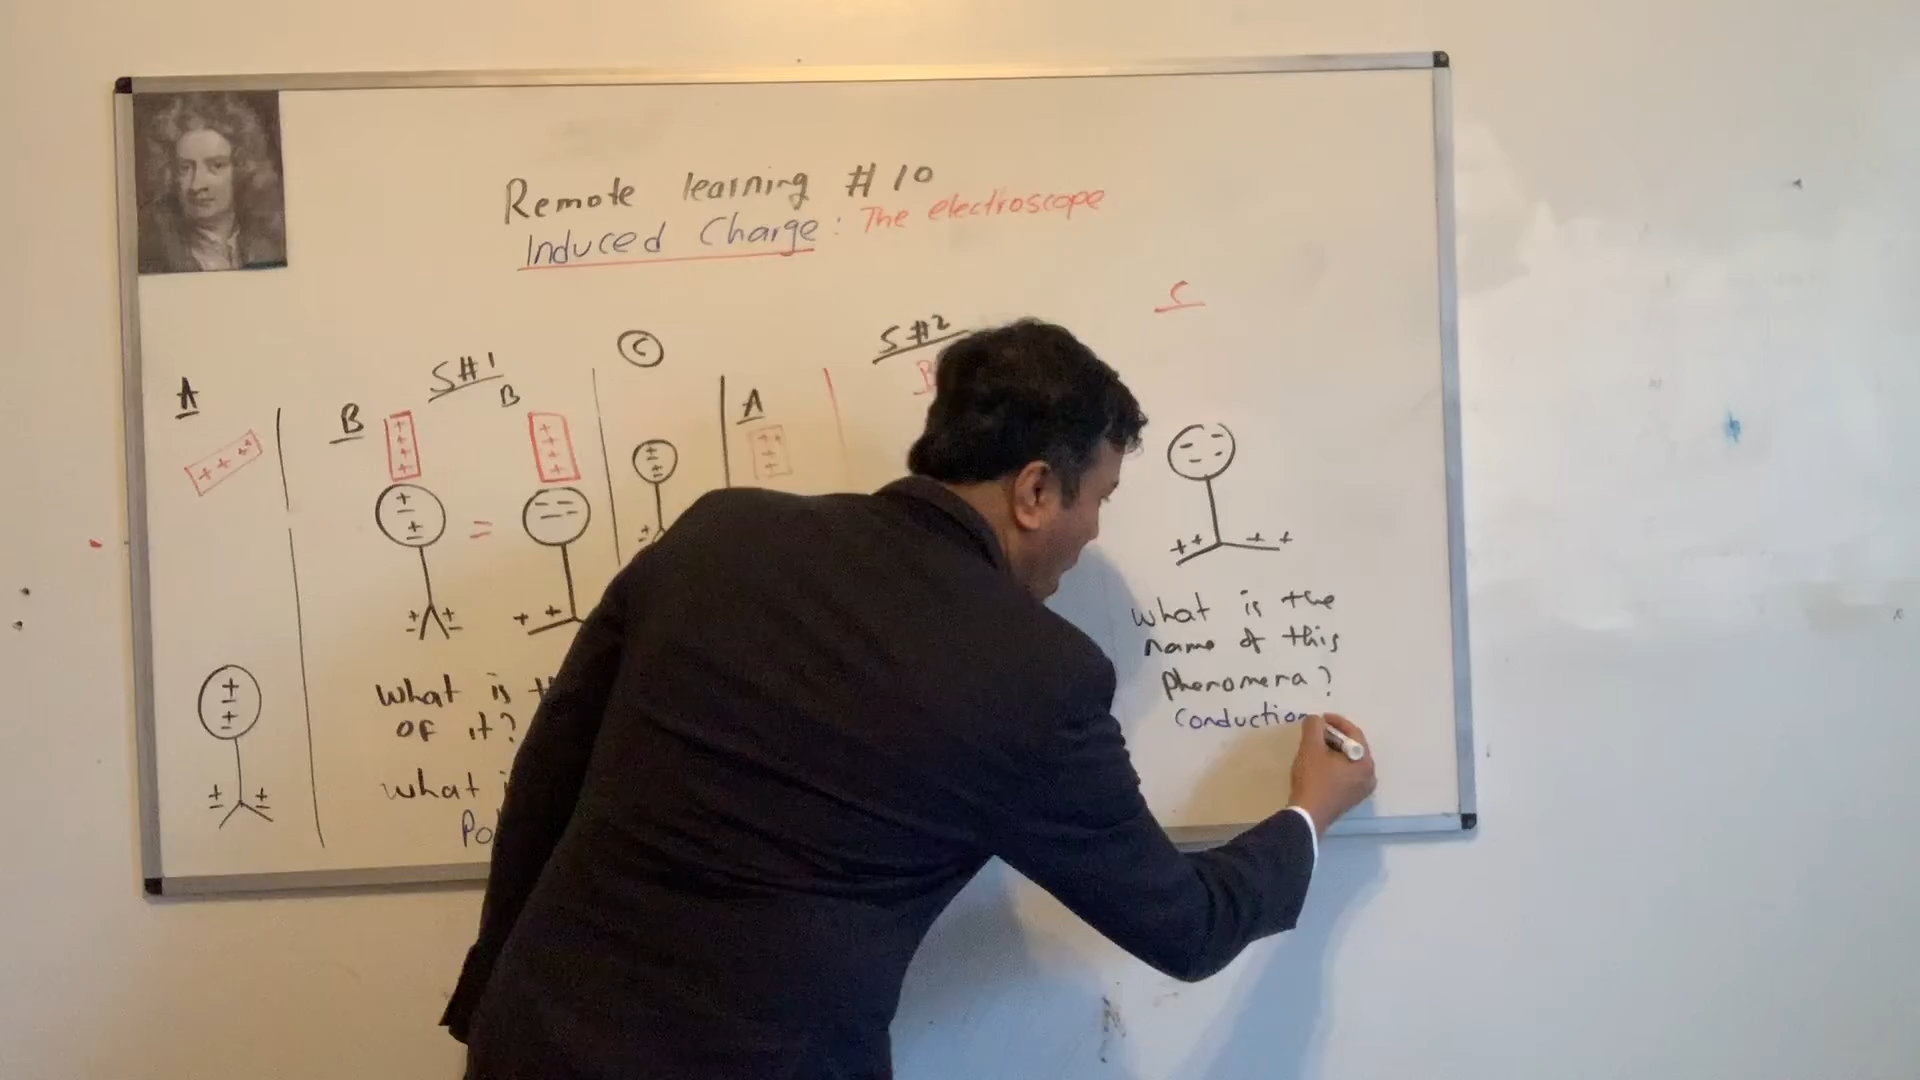 Remote learning # 10
Induced Charge: The electroscope
C
S#1
C
S#2
A
B
B
A
B
+ + + +
+
+
+
+
+
+
+
+
+ +
+
+
±
±
±
±
– –
– –
±
±
– –
– –
± ±
+ +
±
+ + + +
What is
of it?
What
Po
±
±
± ±
What is the
name of this
phenomena?
Conduction